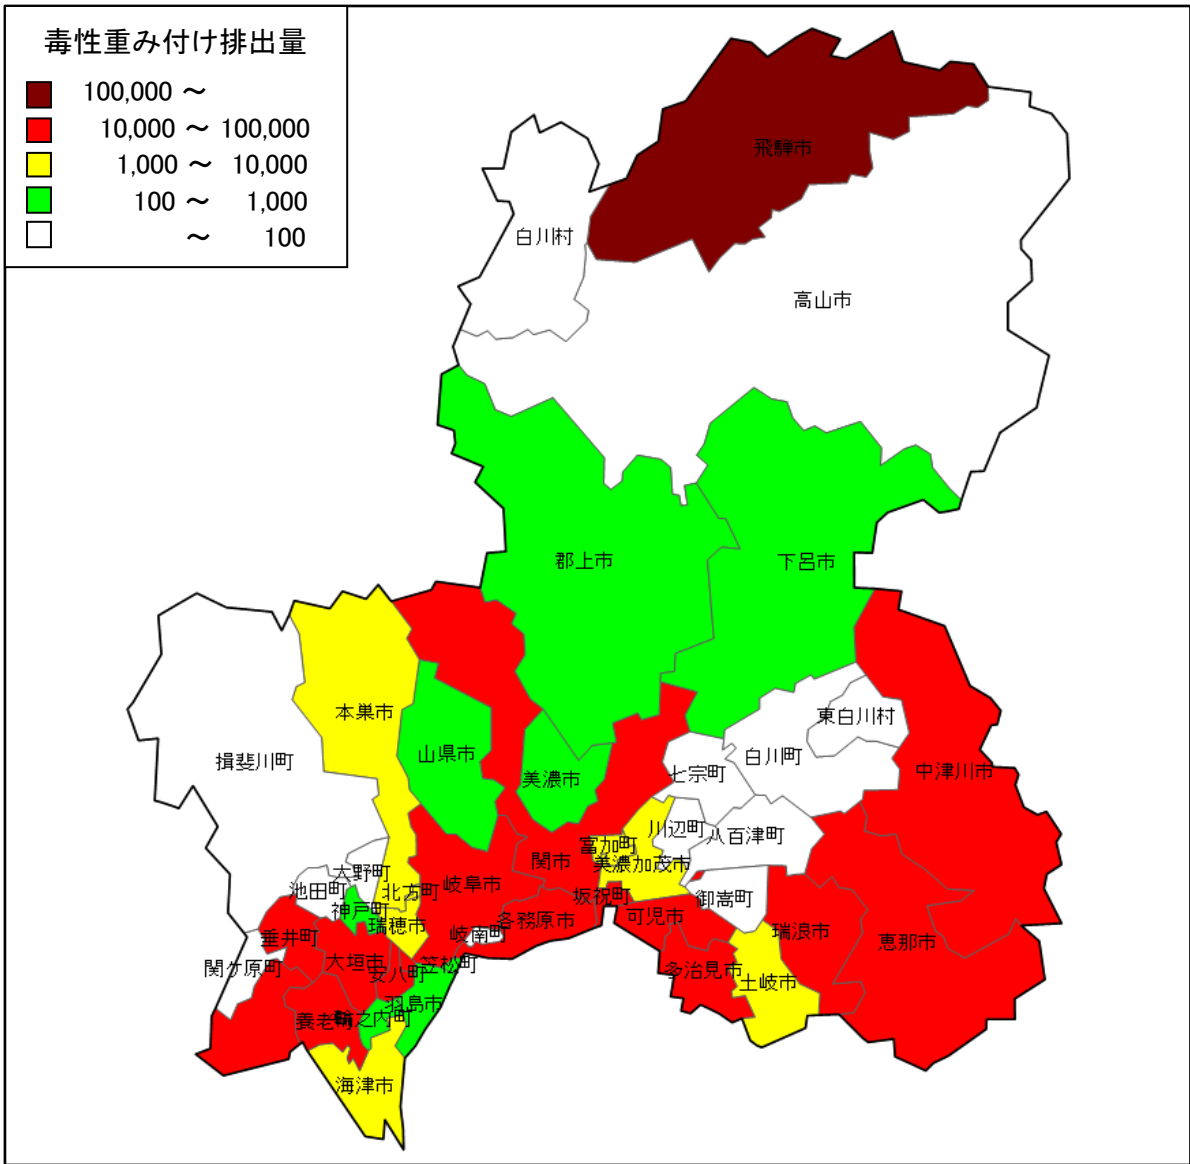 毒性重み付け排出量
100,000 ～
10,000 ～ 100,000
1,000 ～ 10,000
100 ～ 1,000
～ 100
飛騨市
白川村
高山市
郡上市
下呂市
本巣市
東白川村
山県市
揖斐川町
白川町
中津川市
七宗町
美濃市
川辺町
八百津町
富加町
関市
美濃加茂市
大野町
岐阜市
池田町
北方町
坂祝町
御嵩町
神戸町
可児市
各務原市
瑞穂市
岐南町
瑞浪市
垂井町
恵那市
大垣市
笠松町
関ケ原町
安八町
多治見市
土岐市
羽島市
養老町
輪之内町
海津市